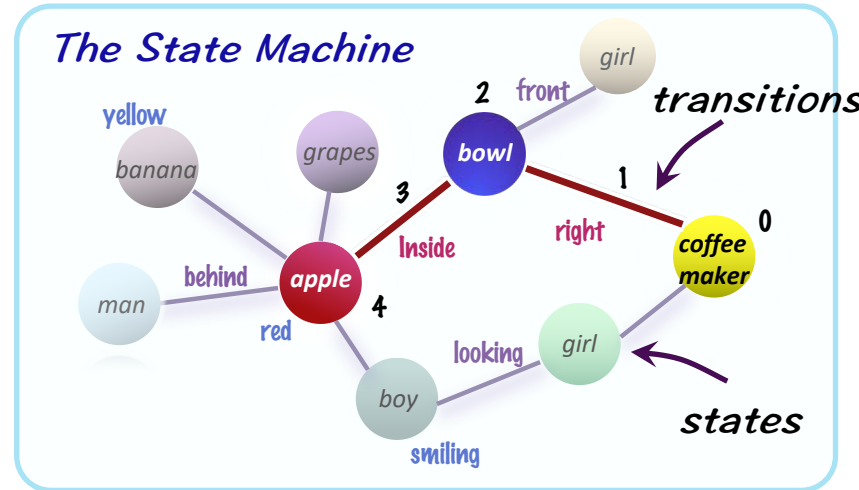 The State Machine
girl
2
front
transitions
yellow
banana
grapes
bowl
1
3
0
right
Inside
coffee
maker
behind
apple
man
4
red
looking
girl
boy
states
smiling